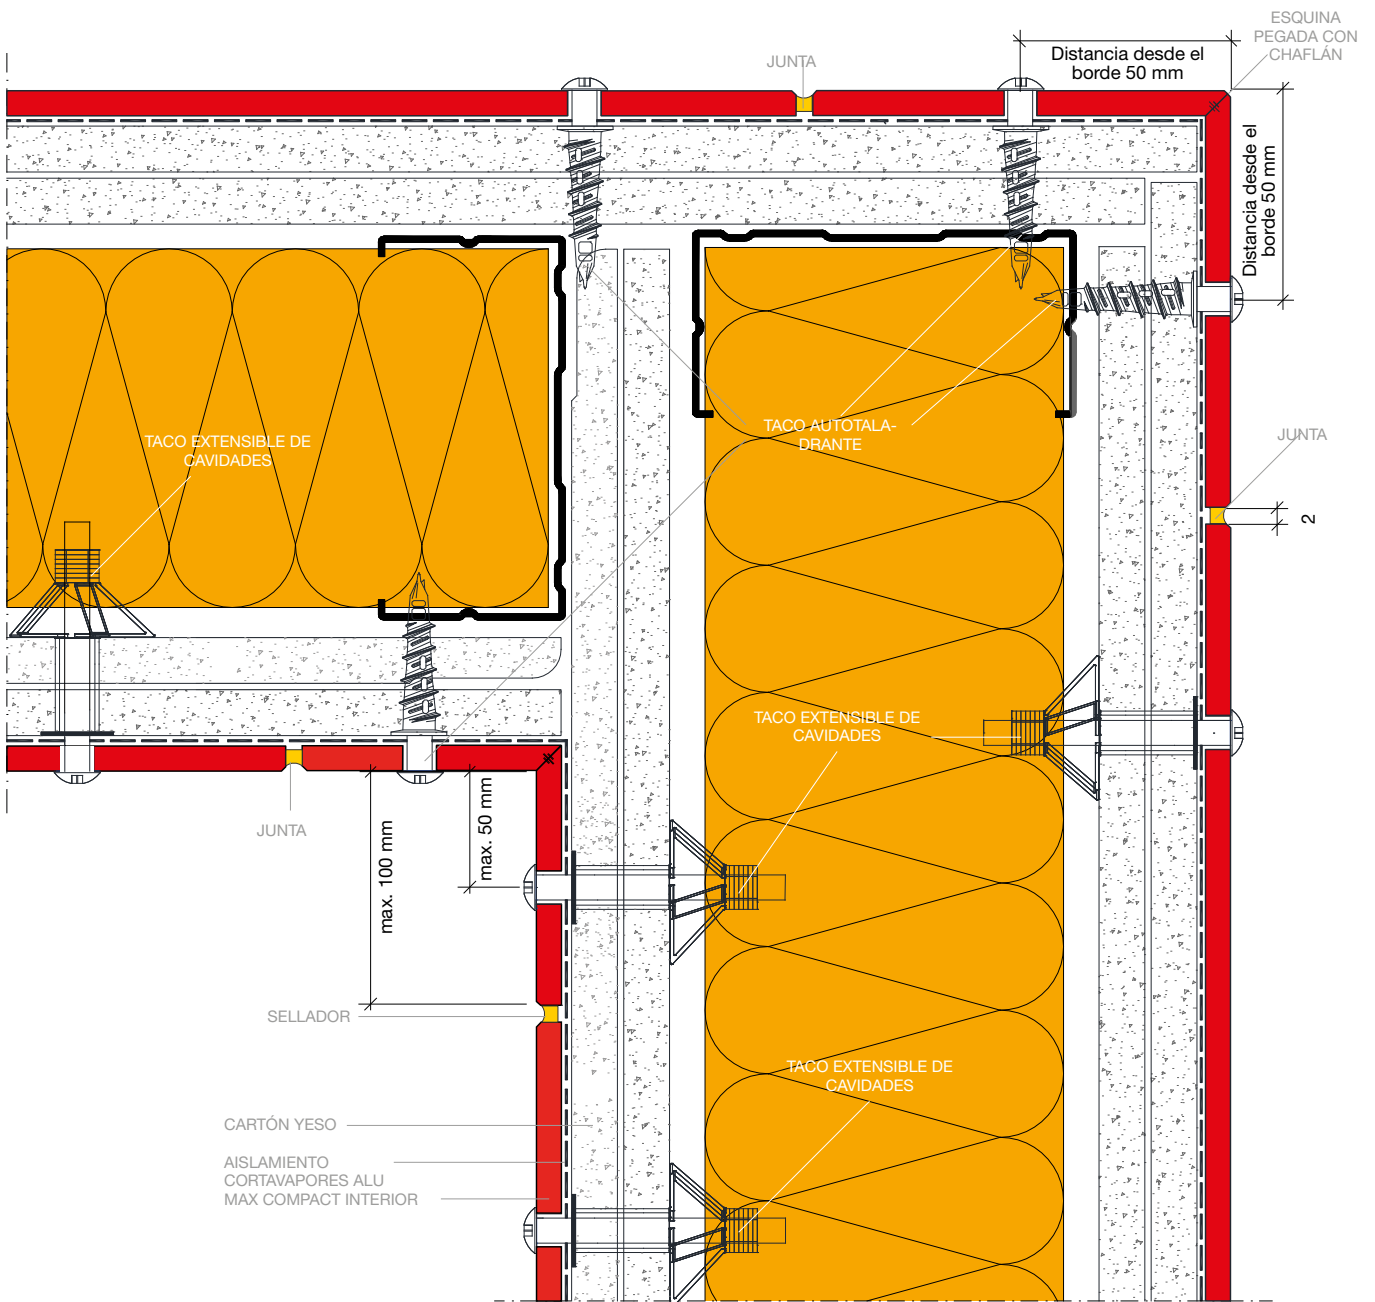 ESQUINA
PEGADA CON
CHAFLÁN
Distancia desde el
borde 50 mm
JUNTA
Distancia desde el
borde 50 mm
TACO EXTENSIBLE DE
CAVIDADES
TACO AUTOTALA-
DRANTE
JUNTA
2
TACO EXTENSIBLE DE
CAVIDADES
JUNTA
max. 50 mm
max. 100 mm
SELLADOR
TACO EXTENSIBLE DE
CAVIDADES
CARTÓN YESO
AISLAMIENTO
CORTAVAPORES ALU
MAX COMPACT INTERIOR